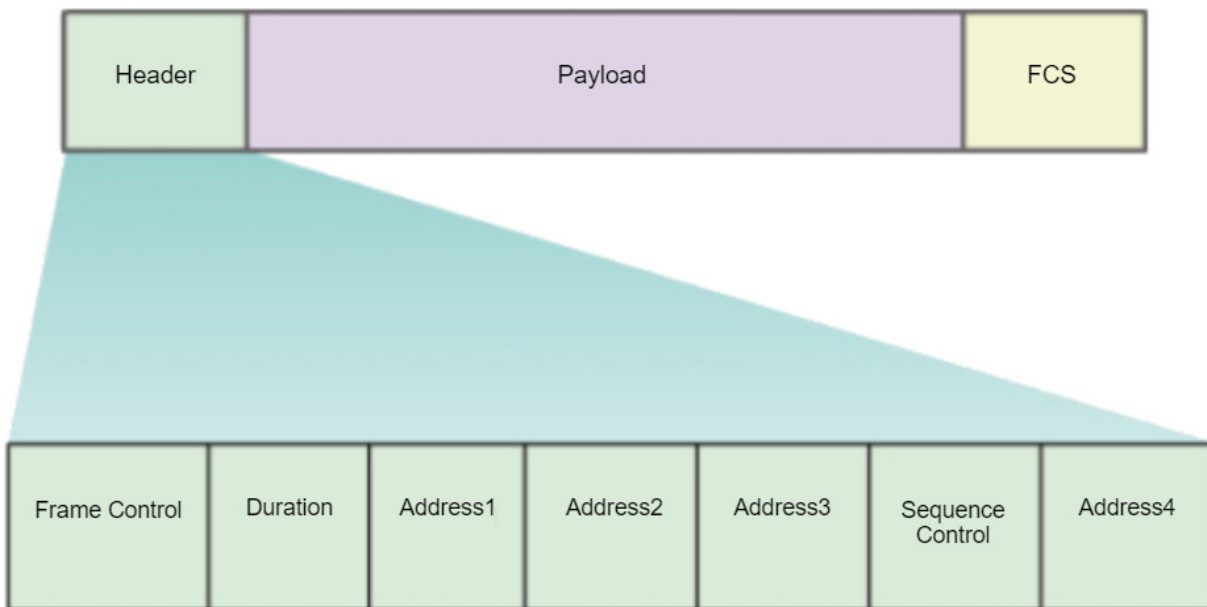 Header
Payload
FCS
Frame Control
Duration
Address1
Address2
Address3
Sequence
Control
Address4